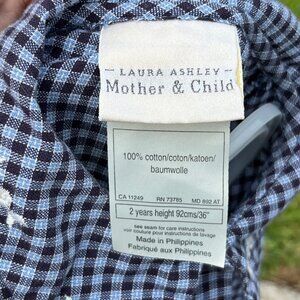 - LAURA ASHLEY -
Mother & Child
100% cotton/coton/katoen/
baumwolle
CA 11249 RN 73785 MD 892 AT
2 years height 92cms/36"
see seam for care instructions
voir couture pour instructions de lavage
Made in Philippines
Fabriqué aux Philippines